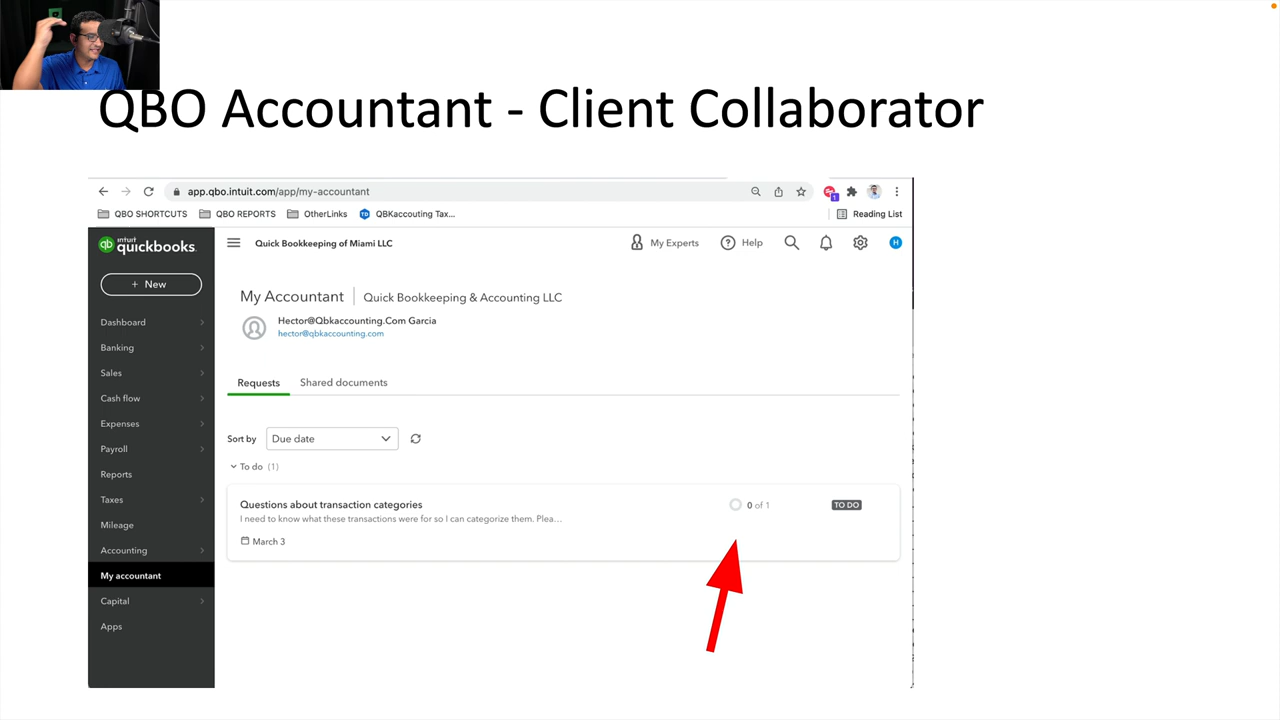 QBO Accountant - Client Collaborator
app.qbo.intuit.com/app/my-accountant
1
QBO SHORTCUTS
QBO REPORTS
OtherLinks
QBKaccouting Tax...
Reading List
intuit
quickbooks.
Quick Bookkeeping of Miami LLC
My Experts
Help
H
+ New
My Accountant
Quick Bookkeeping & Accounting LLC
Hector@Qbkaccounting.Com Garcia
hector@qbkaccounting.com
Dashboard
Banking
Sales
Cash flow
Expenses
Payroll
Reports
Taxes
Mileage
Accounting
My accountant
Capital
Apps
Requests
Shared documents
Sort by
Due date
To do (1)
Questions about transaction categories
0 of 1
TO DO
I need to know what these transactions were for so I can categorize them. Plea...
March 3